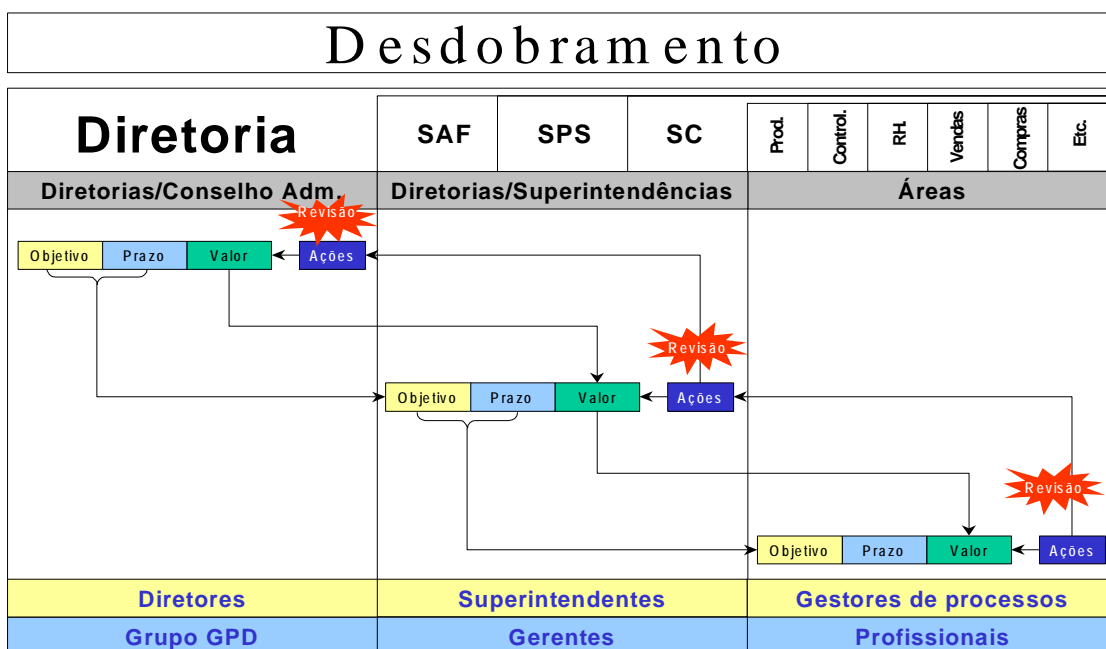 Desdobramento
Diretoria SAF SPS SC Prod. Control. RH. Vendas Compras Etc.
Diretorias/Conselho Adm. Diretorias/Superintendências Áreas
Revisão
Objetivo Prazo Valor Ações
Revisão
Objetivo Prazo Valor Ações
Revisão
Objetivo Prazo Valor Ações
Diretores Superintendentes Gestores de processos
Grupo GPD Gerentes Profissionais